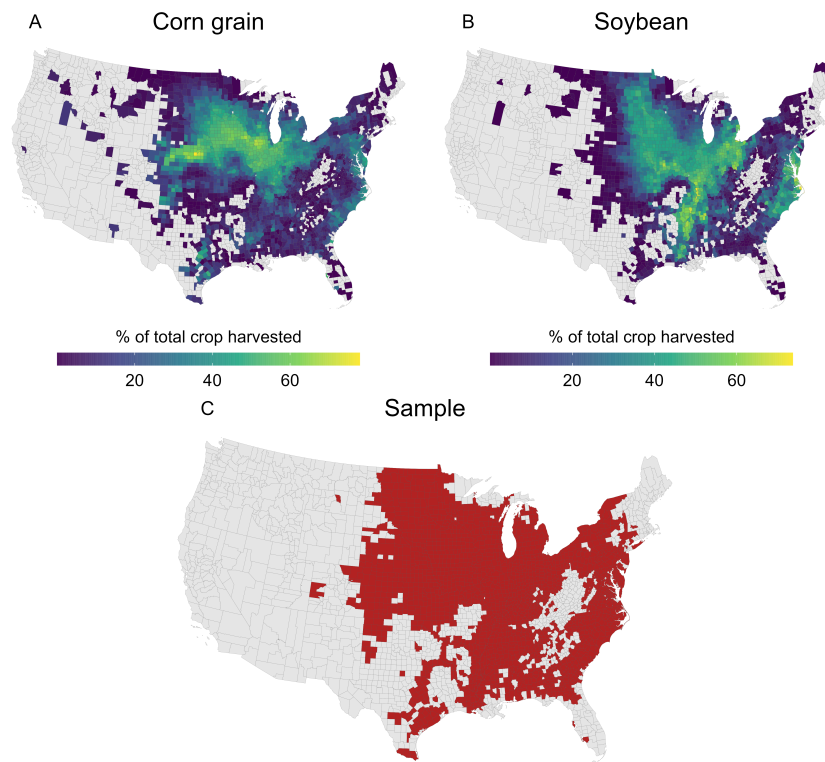 A
Corn grain
B
Soybean
% of total crop harvested
20 40 60
% of total crop harvested
20 40 60
C
Sample